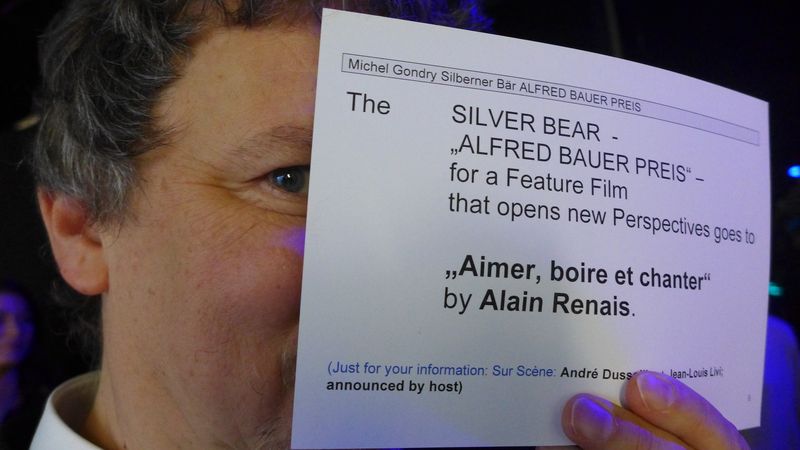 Michel Gondry Silberner Bär ALFRED BAUER PREIS
The SILVER BEAR -
„ALFRED BAUER PREIS“ –
for a Feature Film
that opens new Perspectives goes to
„Aimer, boire et chanter“
by Alain Renais.
(Just for your information: Sur Scène: André Jean-Louis Livi;
announced by host)